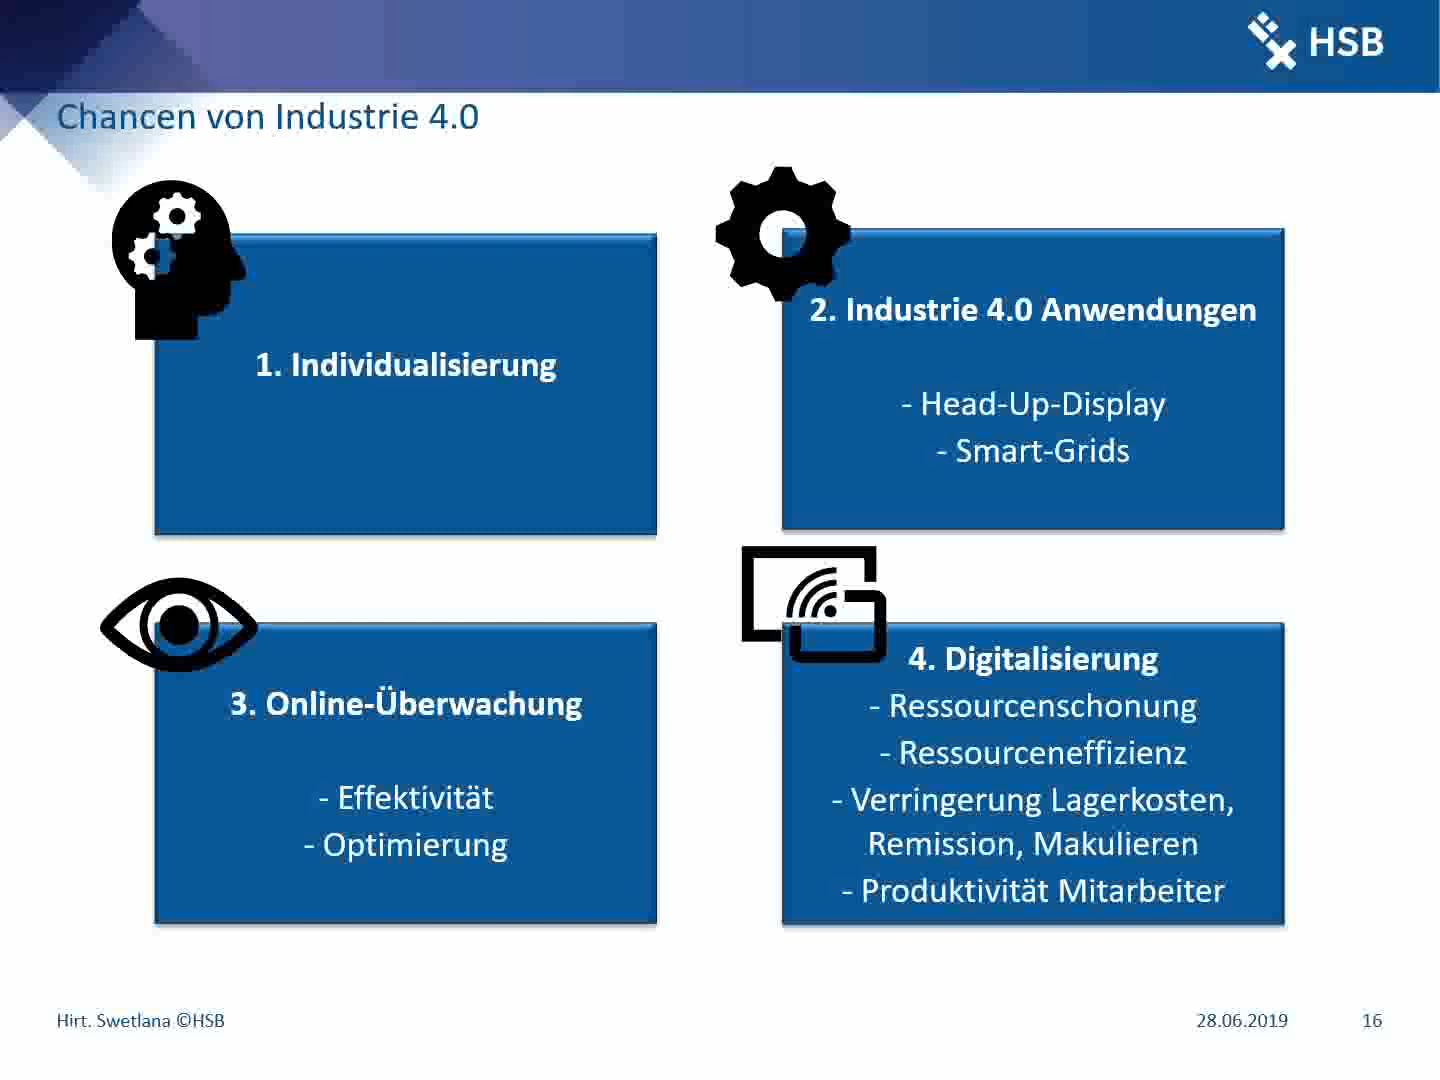 HSB
Chancen von Industrie 4.0
1. Individualisierung
2. Industrie 4.0 Anwendungen
- Head-Up-Display
- Smart-Grids
3. Online-Überwachung
- Effektivität
- Optimierung
4. Digitalisierung
- Ressourcenschonung
- Ressourceneffizienz
- Verringerung Lagerkosten,
Remission, Makulieren
- Produktivität Mitarbeiter
Hirt. Swetlana ©HSB
28.06.2019
16